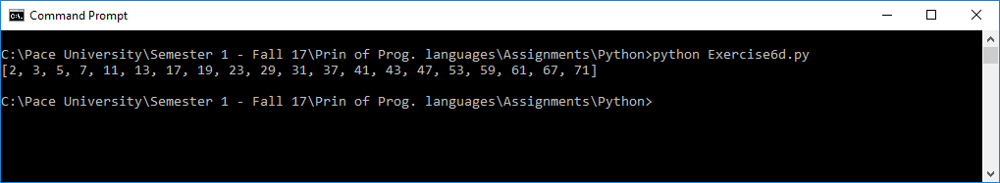 Command Prompt
C:\Pace University\Semester 1 - Fall 17\Prin of Prog. languages\Assignments\Python>python Exercise6d.py
[2, 3, 5, 7, 11, 13, 17, 19, 23, 29, 31, 37, 41, 43, 47, 53, 59, 61, 67, 71]
C:\Pace University\Semester 1 - Fall 17\Prin of Prog. languages\Assignments\Python>